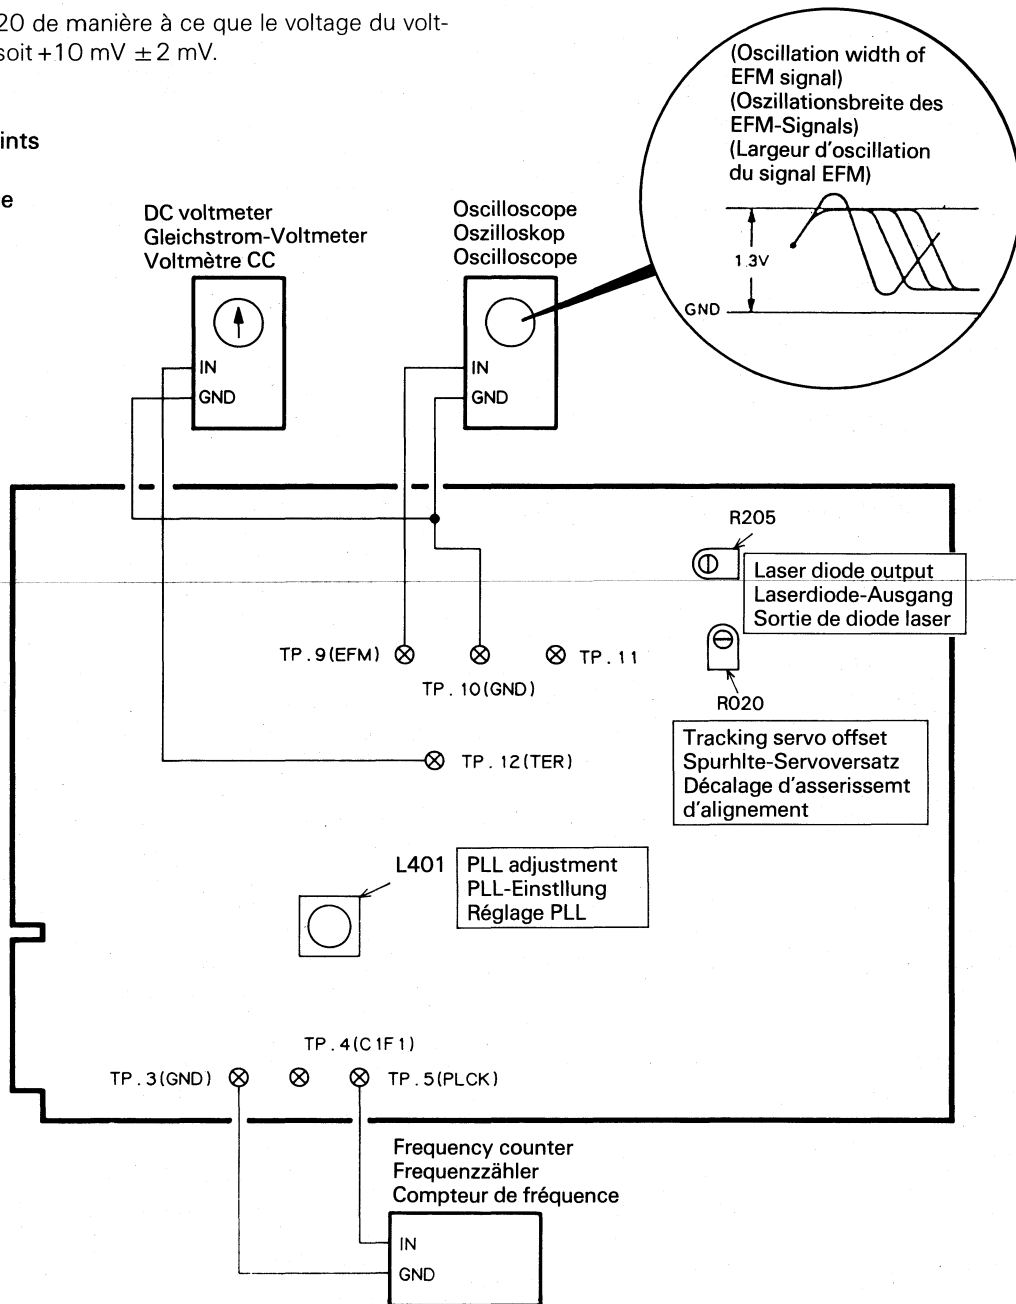 20 de manière à ce que le voltage du volt-
soit +10 mV ± 2 mV.
ints
e
(Oscillation width of
EFM signal)
(Oszillationsbreite des
EFM-Signals)
(Largeur d'oscillation
du signal EFM)
1.3V
GND
DC voltmeter
Gleichstrom-Voltmeter
Voltmètre CC
IN
GND
Oscilloscope
Oszilloskop
Oscilloscope
IN
GND
R205
Laser diode output
Laserdiode-Ausgang
Sortie de diode laser
TP.9(EFM)
TP.10(GND)
TP.11
R020
Tracking servo offset
Spurhlte-Servoversatz
Décalage d'asserissemt
d'alignement
TP.12(TER)
L401
PLL adjustment
PLL-Einstllung
Réglage PLL
TP.4(C1F1)
TP.3(GND)
TP.5(PLCK)
Frequency counter
Frequenzzähler
Compteur de fréquence
IN
GND